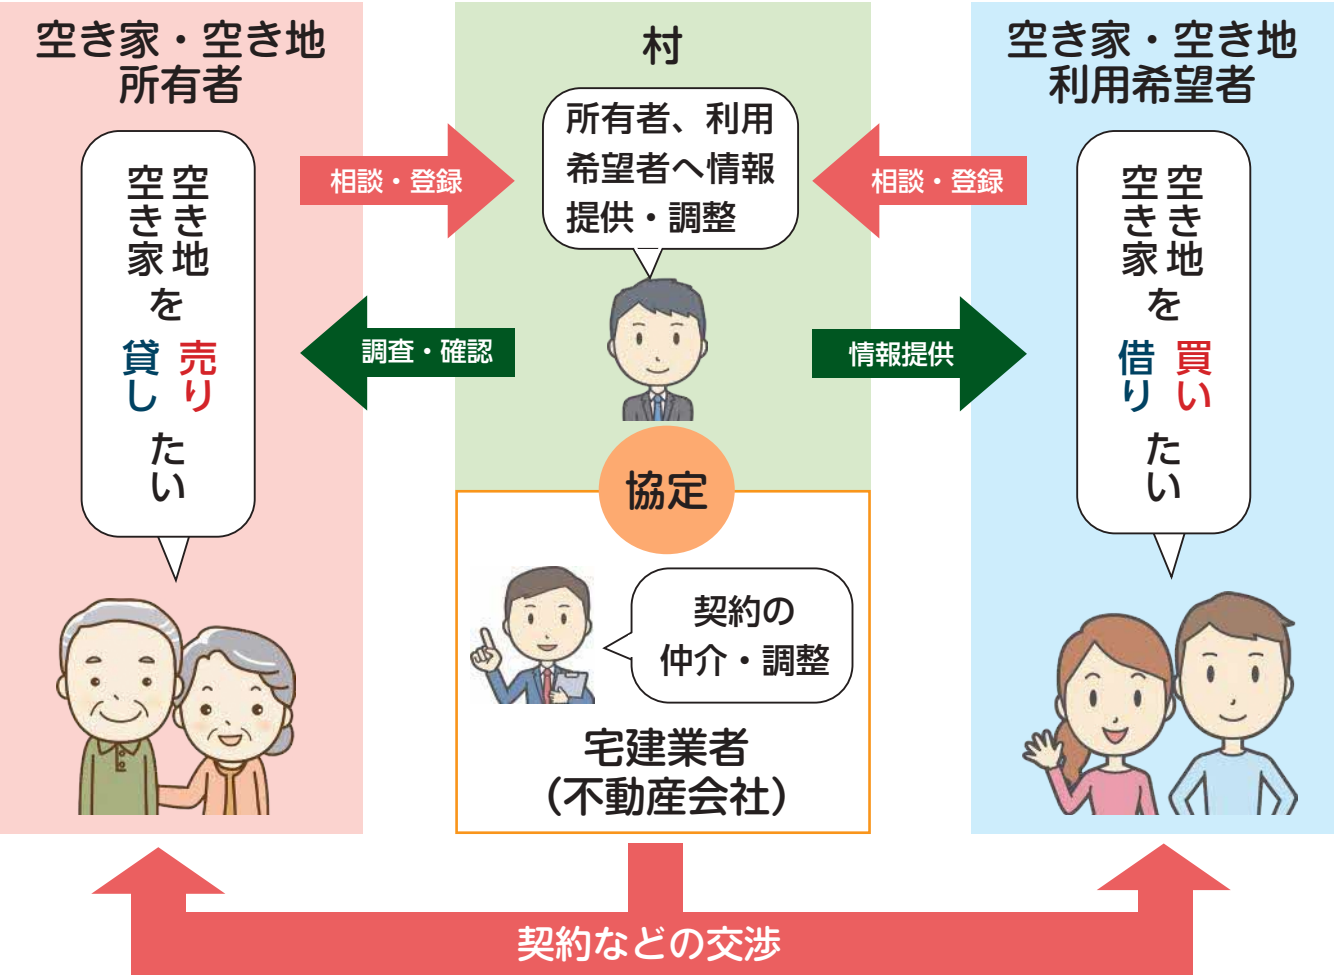 空き家・空き地
所有者
空き地
空き家
を
売り
貸し
たい
相談・登録
調査・確認
村
所有者、利用
希望者へ情報
提供・調整
協定
契約の
仲介・調整
宅建業者
（不動産会社）
相談・登録
情報提供
空き家・空き地
利用希望者
空き地
空き家
を
買い
借り
たい
契約などの交渉